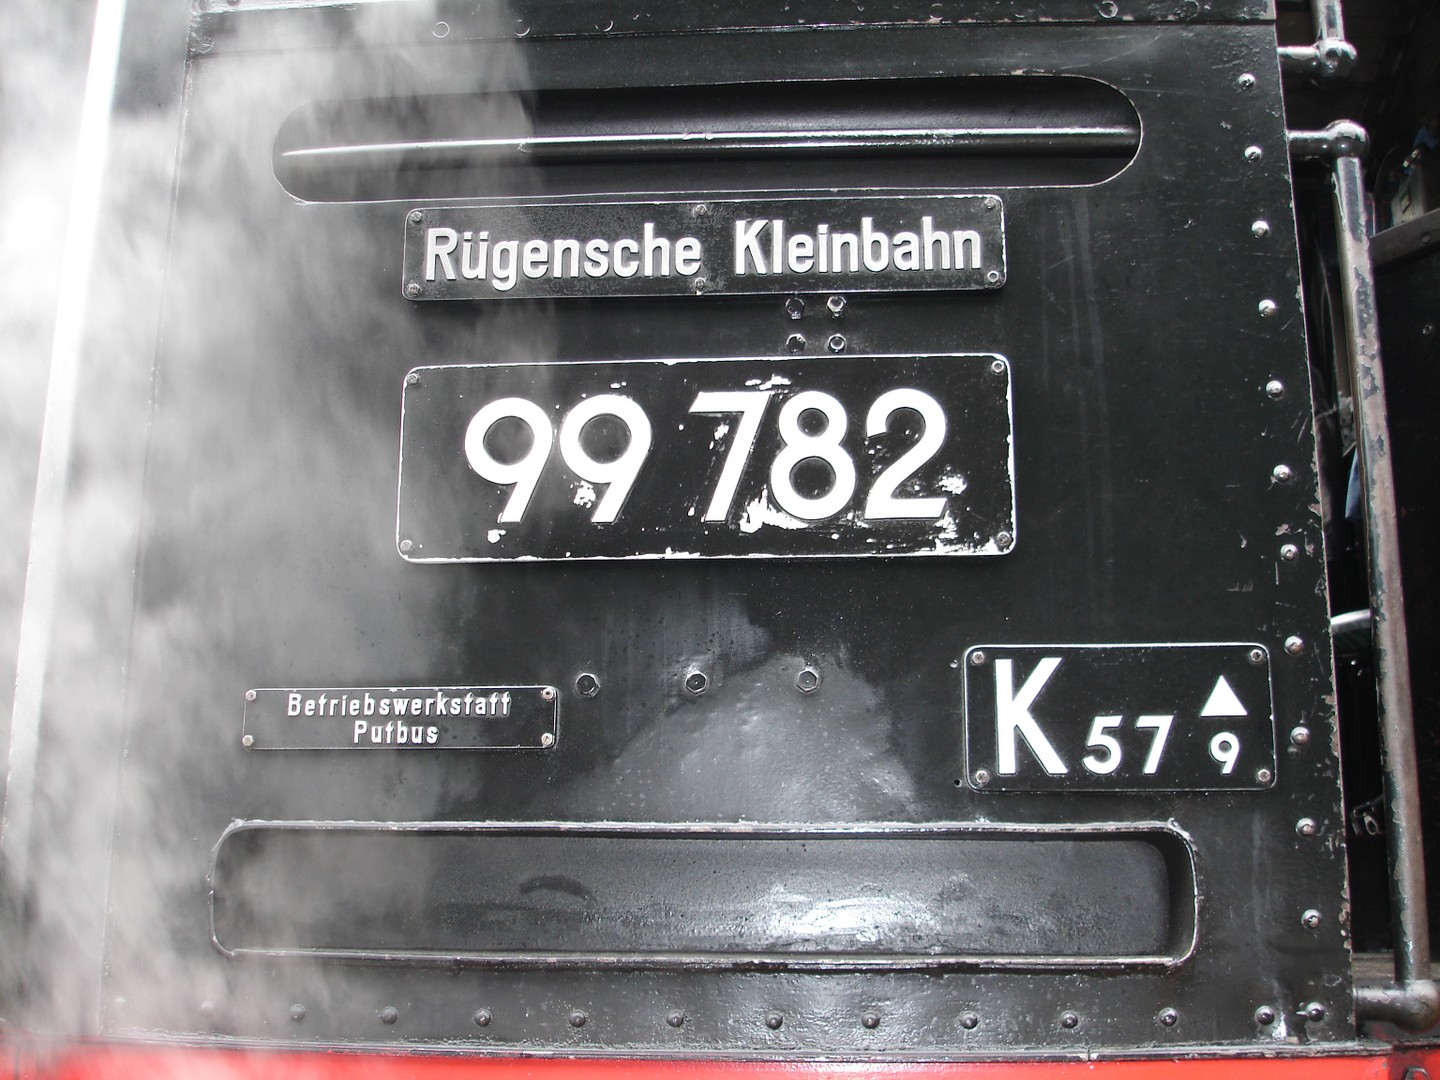 Rügensche Kleinbahn
99 782
Betriebswerkstatt
Putbus
K 57 9